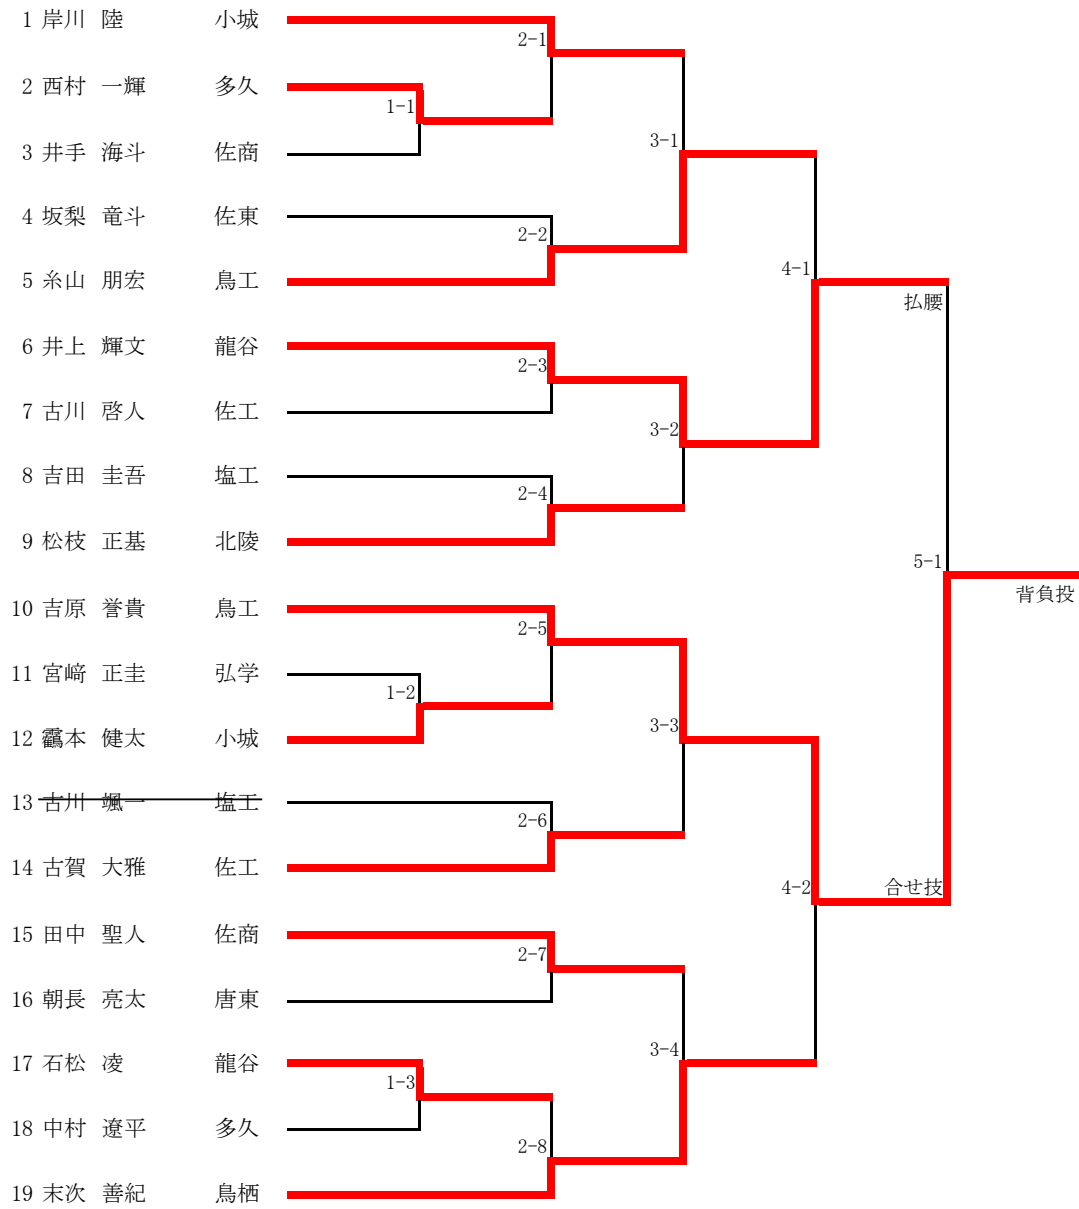 1 岸川 陸 小城
2-1
2 西村 一輝 多久
1-1
3-1
3 井手 海斗 佐商
4 坂梨 竜斗 佐東
2-2
4-1
5 糸山 朋宏 鳥工
払腰
6 井上 輝文 龍谷
2-3
7 古川 啓人 佐工
3-2
8 吉田 圭吾 塩工
2-4
9 松枝 正基 北陵
5-1
背負投
10 吉原 誉貴 鳥工
2-5
11 宮﨑 正圭 弘学
1-2
3-3
12 靍本 健太 小城
13 古川 颯一 塩工
2-6
14 古賀 大雅 佐工
4-2 合せ技
15 田中 聖人 佐商
2-7
16 朝長 亮太 唐東
3-4
17 石松 凌 龍谷
1-3
18 中村 遼平 多久
2-8
19 末次 善紀 鳥栖